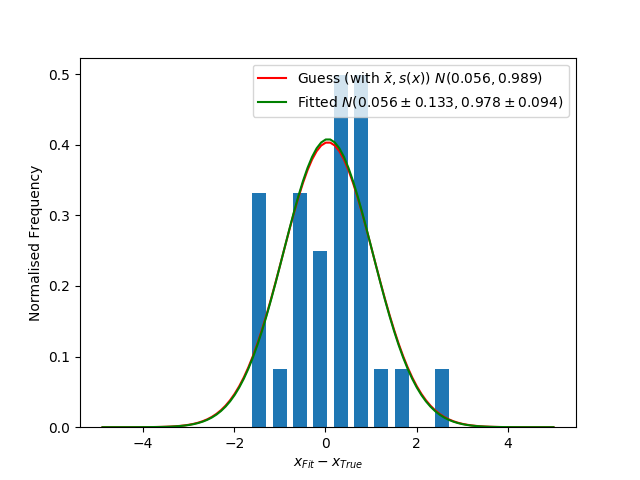 Guess (with x̄, s(x)) N(0.056, 0.989)
Fitted N(0.056 ± 0.133, 0.978 ± 0.094)
0.5
0.4
0.3
0.2
0.1
0.0
Normalised Frequency
−4 −2 0 2 4
x_Fit − x_True